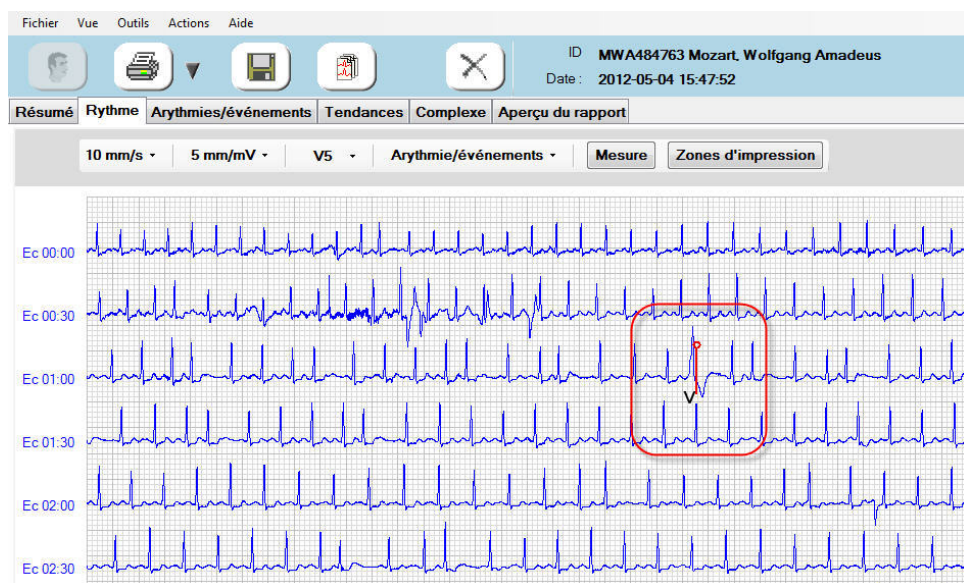 Fichier Vue Outils Actions Aide
ID MWA484763 Mozart, Wolfgang Amadeus
Date : 2012-05-04 15:47:52
Résumé Rythme Arythmies/événements Tendances Complexe Aperçu du rapport
10 mm/s 5 mm/mV V5 Arythmie/événements Mesure Zones d'impression
Ec 00:00
Ec 00:30
Ec 01:00
V
Ec 01:30
Ec 02:00
Ec 02:30